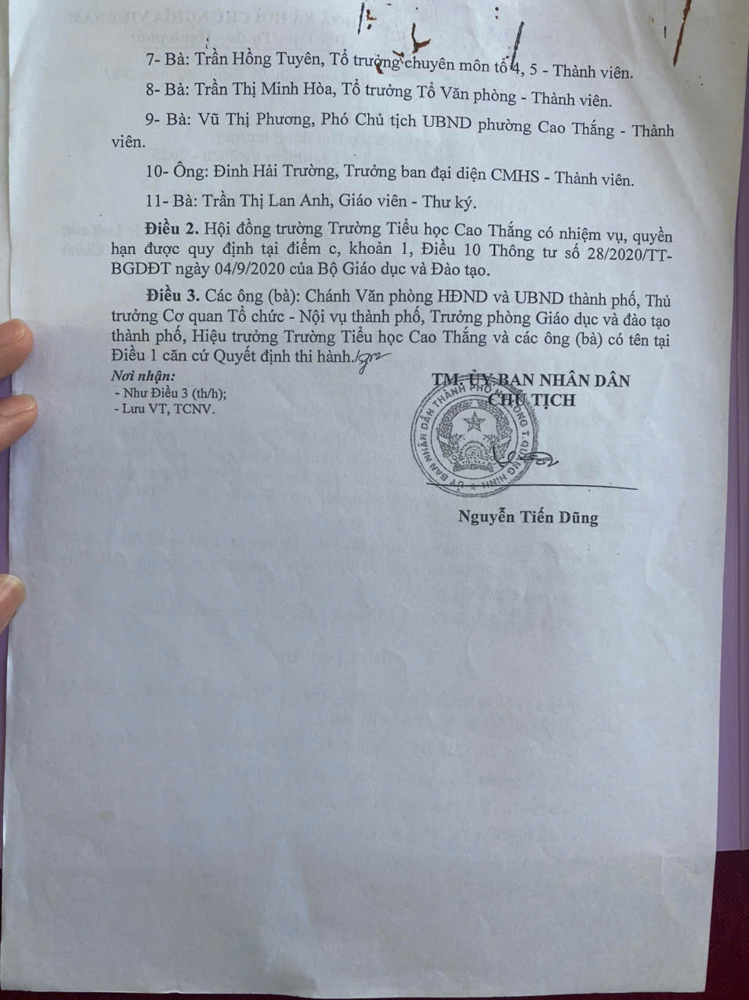 7- Bà: Trần Hồng Tuyên, Tổ trưởng chuyên môn tổ 4, 5 - Thành viên.
8- Bà: Trần Thị Minh Hòa, Tổ trưởng Tổ Văn phòng - Thành viên.
9- Bà: Vũ Thị Phương, Phó Chủ tịch UBND phường Cao Thắng - Thành
viên.
10- Ông: Đinh Hải Trường, Trưởng ban đại diện CMHS - Thành viên.
11- Bà: Trần Thị Lan Anh, Giáo viên - Thư ký.
Điều 2. Hội đồng trường Trường Tiểu học Cao Thắng có nhiệm vụ, quyền
hạn được quy định tại điểm c, khoản 1, Điều 10 Thông tư số 28/2020/TT-
BGDĐT ngày 04/9/2020 của Bộ Giáo dục và Đào tạo.
Điều 3. Các ông (bà): Chánh Văn phòng HĐND và UBND thành phố, Thủ
trưởng Cơ quan Tổ chức - Nội vụ thành phố, Trưởng phòng Giáo dục và đào tạo
thành phố, Hiệu trưởng Trường Tiểu học Cao Thắng và các ông (bà) có tên tại
Điều 1 căn cứ Quyết định thi hành./.
Nơi nhận:
- Như Điều 3 (th/h);
- Lưu VT, TCNV.
TM. ỦY BAN NHÂN DÂN
CHỦ TỊCH
ỦY BAN NHÂN DÂN THÀNH PHỐ T.QUẢNG NINH
Nguyễn Tiến Dũng